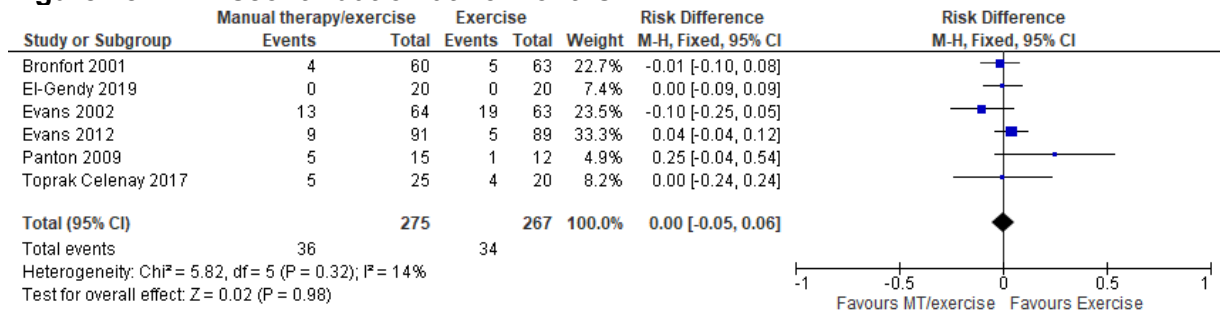 Manual therapy/exercise Exercise Risk Difference Risk Difference
Study or Subgroup Events Total Events Total Weight M-H, Fixed, 95% CI M-H, Fixed, 95% CI
Bronfort 2001 4 60 5 63 22.7% -0.01 [-0.10, 0.08]
El-Gendy 2019 0 20 0 20 7.4% 0.00 [-0.09, 0.09]
Evans 2002 13 64 19 63 23.5% -0.10 [-0.25, 0.05]
Evans 2012 9 91 5 89 33.3% 0.04 [-0.04, 0.12]
Panton 2009 5 15 1 12 4.9% 0.25 [-0.04, 0.54]
Toprak Celenay 2017 5 25 4 20 8.2% 0.00 [-0.24, 0.24]
Total (95% CI) 275 267 100.0% 0.00 [-0.05, 0.06]
Total events 36 34
Heterogeneity: Chi² = 5.82, df = 5 (P = 0.32); I² = 14%
Test for overall effect: Z = 0.02 (P = 0.98)
-1 -0.5 0 0.5 1
Favours MT/exercise Favours Exercise